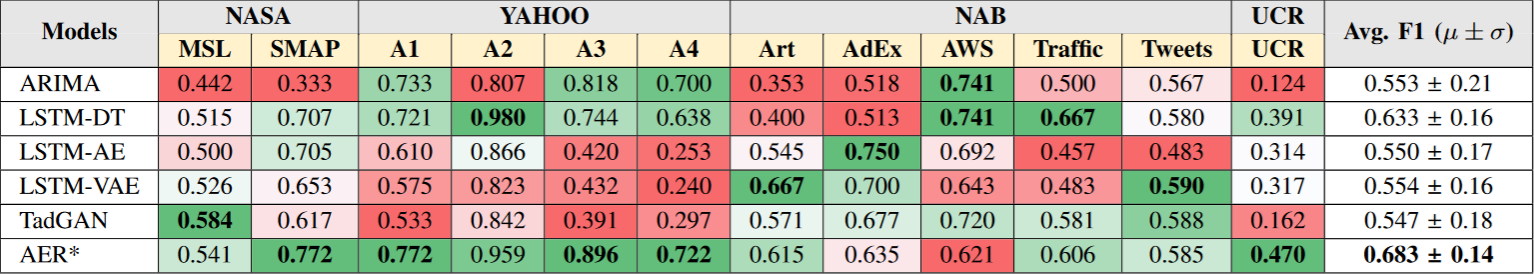 Models NASA YAHOO NAB UCR Avg. F1 (μ ± σ)
MSL SMAP A1 A2 A3 A4 Art AdEx AWS Traffic Tweets UCR
ARIMA 0.442 0.333 0.733 0.807 0.818 0.700 0.353 0.518 0.741 0.500 0.567 0.124 0.553 ± 0.21
LSTM-DT 0.515 0.707 0.721 0.980 0.744 0.638 0.400 0.513 0.741 0.667 0.580 0.391 0.633 ± 0.16
LSTM-AE 0.500 0.705 0.610 0.866 0.420 0.253 0.545 0.750 0.692 0.457 0.483 0.314 0.550 ± 0.17
LSTM-VAE 0.526 0.653 0.575 0.823 0.432 0.240 0.667 0.700 0.643 0.483 0.590 0.317 0.554 ± 0.16
TadGAN 0.584 0.617 0.533 0.842 0.391 0.297 0.571 0.677 0.720 0.581 0.588 0.162 0.547 ± 0.18
AER* 0.541 0.772 0.772 0.959 0.896 0.722 0.615 0.635 0.621 0.606 0.585 0.470 0.683 ± 0.14